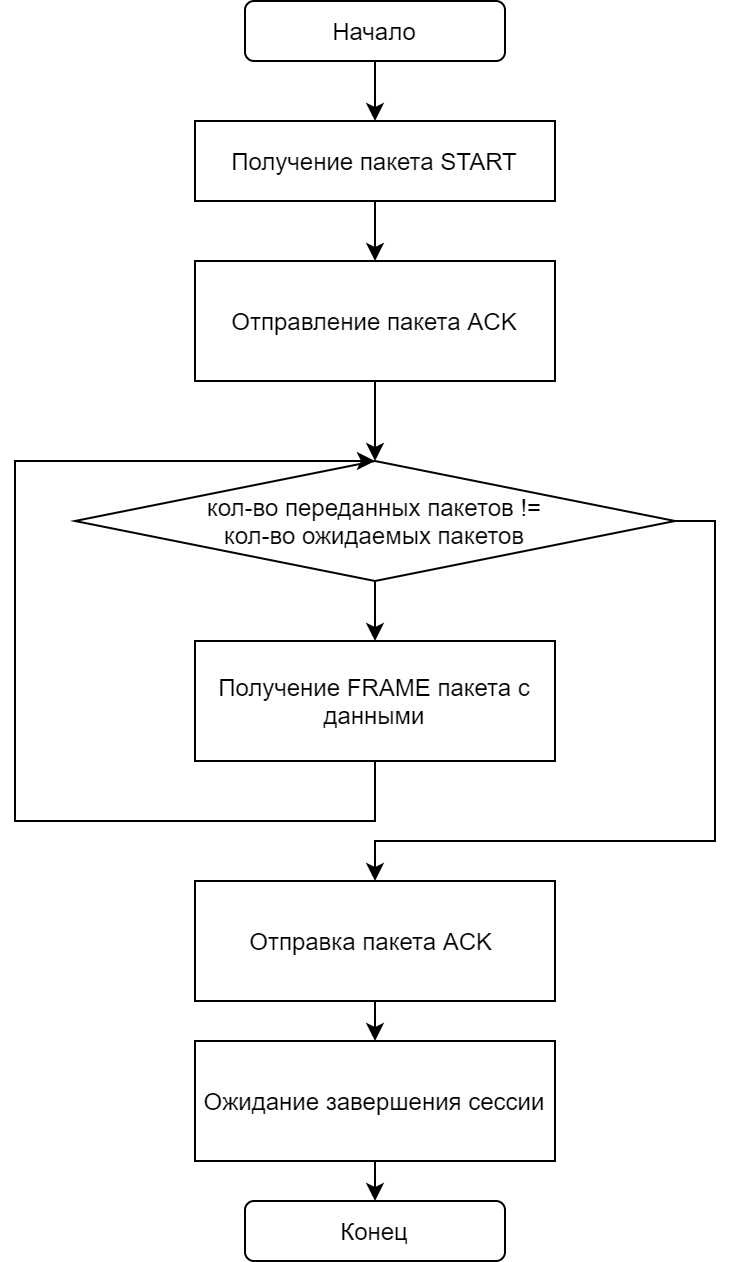 Начало
Получение пакета START
Отправление пакета ACK
кол-во переданных пакетов !=
кол-во ожидаемых пакетов
Получение FRAME пакета с
данными
Отправка пакета ACK
Ожидание завершения сессии
Конец